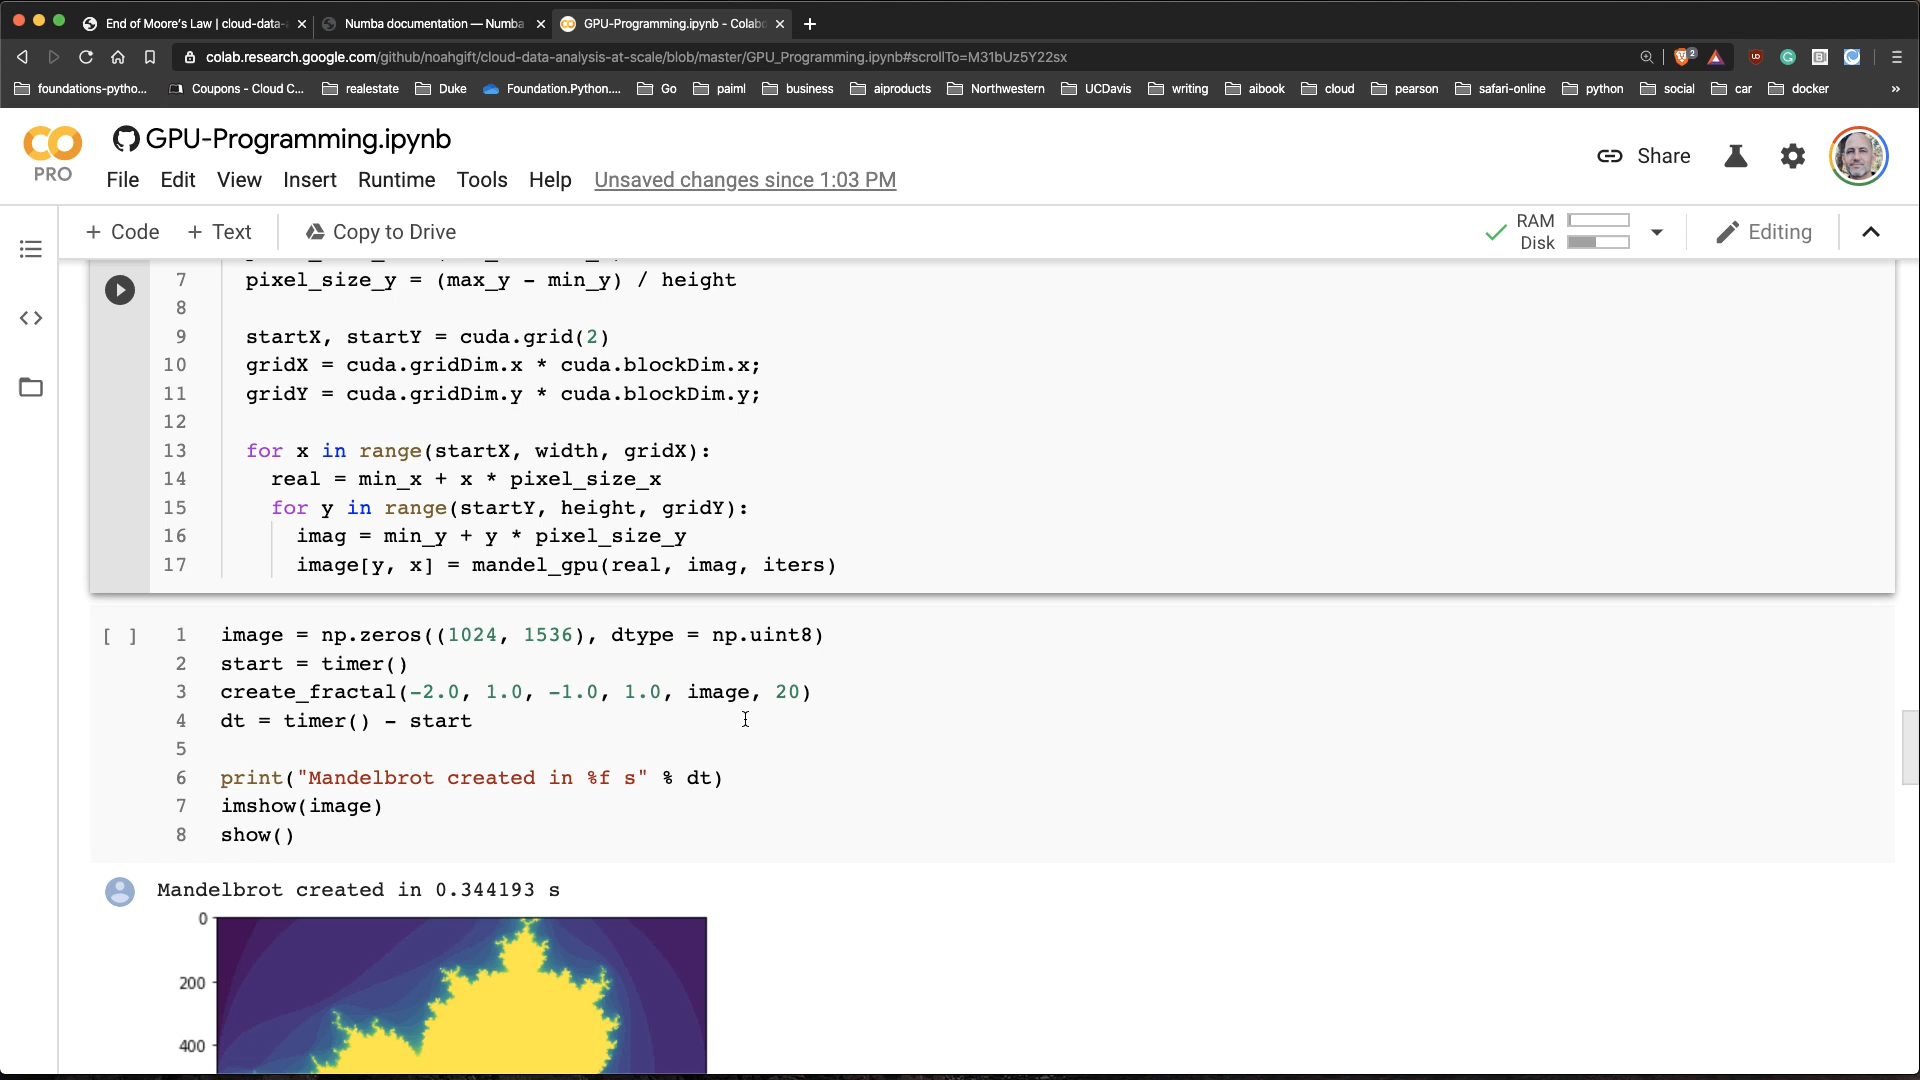 End of Moore's Law | cloud-data-
Numba documentation — Numba
GPU-Programming.ipynb - Colab
colab.research.google.com/github/noahgift/cloud-data-analysis-at-scale/blob/master/GPU_Programming.ipynb#scrollTo=M31bUz5Y22sx
2
foundations-pytho...
Coupons - Cloud C...
realestate
Duke
Foundation.Python....
Go
paiml
business
aiproducts
Northwestern
UCDavis
writing
aibook
cloud
pearson
safari-online
python
social
car
docker
»
PRO
GPU-Programming.ipynb
File Edit View Insert Runtime Tools Help Unsaved changes since 1:03 PM
Share
+ Code + Text Copy to Drive
RAM
Disk
Editing
7 pixel_size_y = (max_y - min_y) / height
8
9 startX, startY = cuda.grid(2)
10 gridX = cuda.gridDim.x * cuda.blockDim.x;
11 gridY = cuda.gridDim.y * cuda.blockDim.y;
12
13 for x in range(startX, width, gridX):
14 real = min_x + x * pixel_size_x
15 for y in range(startY, height, gridY):
16 imag = min_y + y * pixel_size_y
17 image[y, x] = mandel_gpu(real, imag, iters)
[ ] 1 image = np.zeros((1024, 1536), dtype = np.uint8)
2 start = timer()
3 create_fractal(-2.0, 1.0, -1.0, 1.0, image, 20)
4 dt = timer() - start
5
6 print("Mandelbrot created in %f s" % dt)
7 imshow(image)
8 show()
Mandelbrot created in 0.344193 s
0
200
400